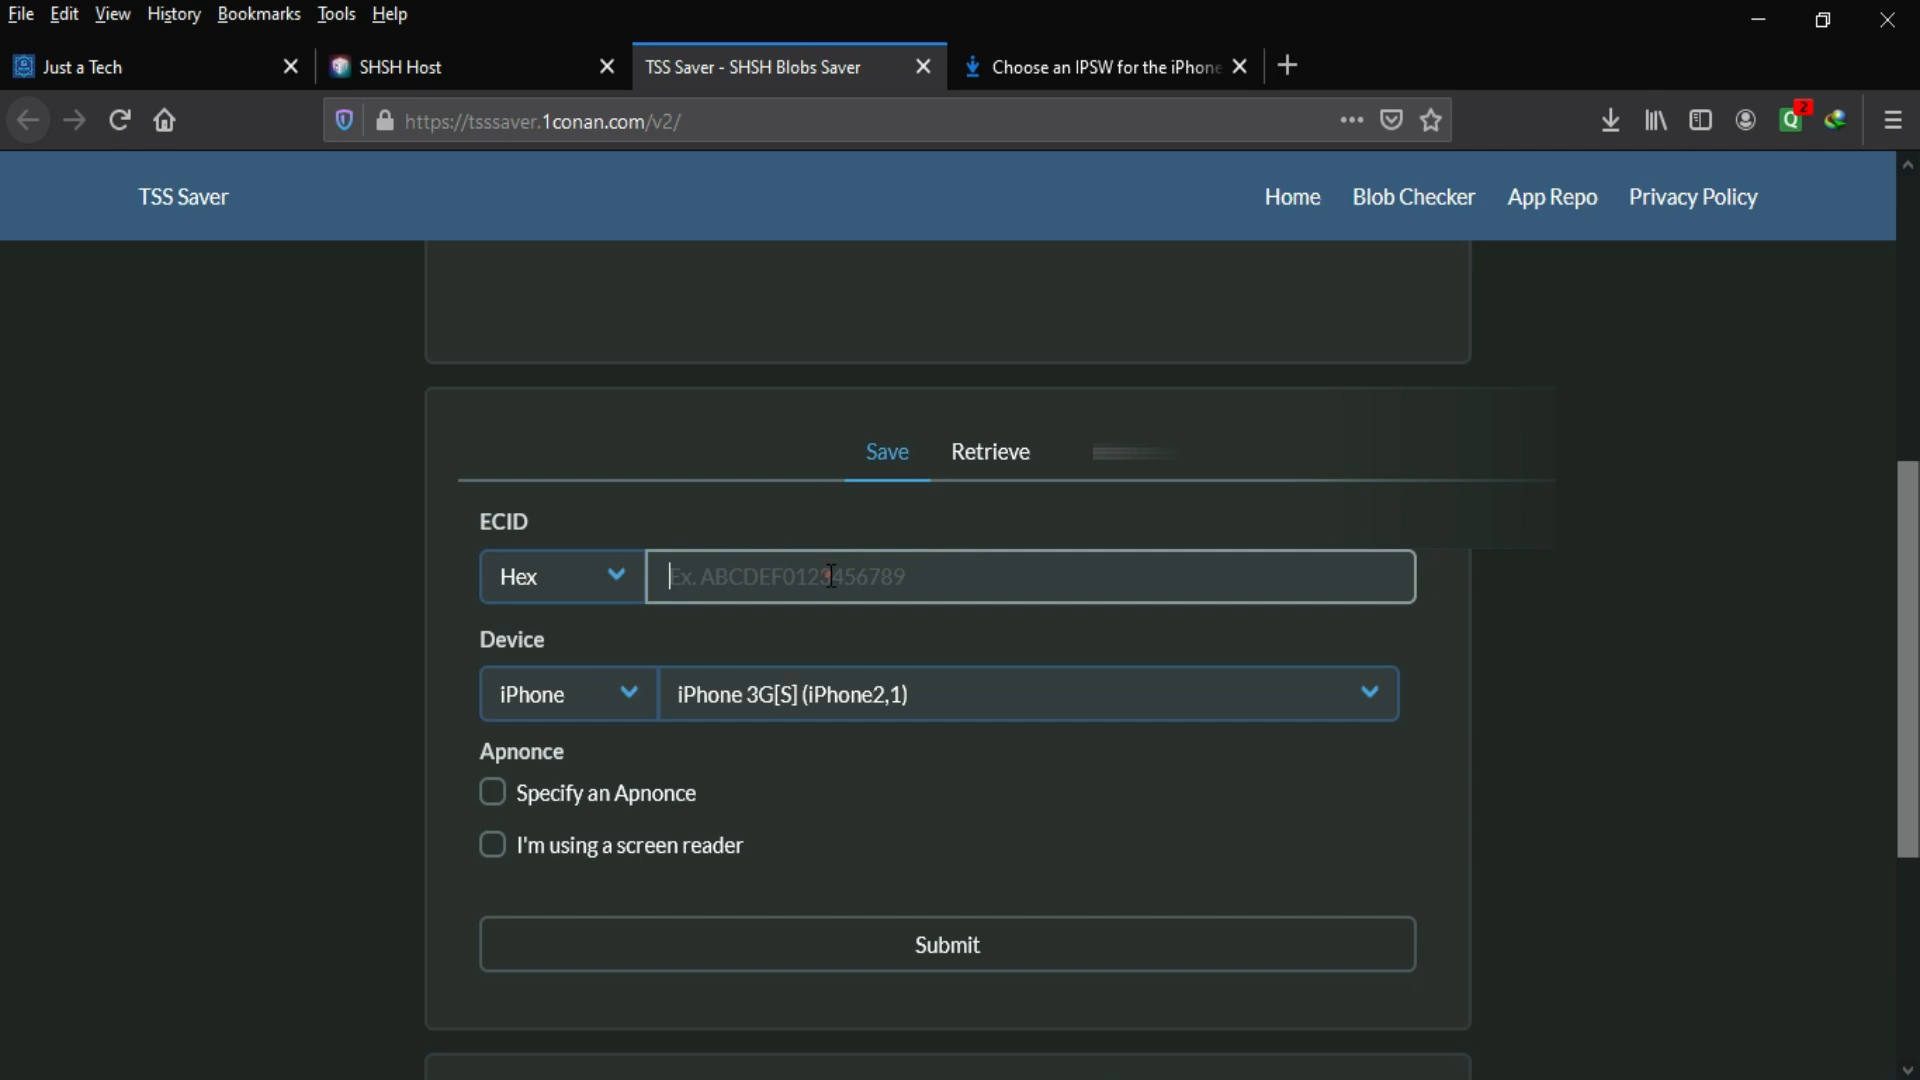 File Edit View History Bookmarks Tools Help
Just a Tech SHSH Host TSS Saver - SHSH Blobs Saver Choose an IPSW for the iPhone
https://tsssaver.1conan.com/v2/ 2
TSS Saver Home Blob Checker App Repo Privacy Policy
Save Retrieve
ECID
Hex Ex. ABCDEF0123456789
Device
iPhone iPhone 3G[S] (iPhone2,1)
Apnonce
Specify an Apnonce
I'm using a screen reader
Submit